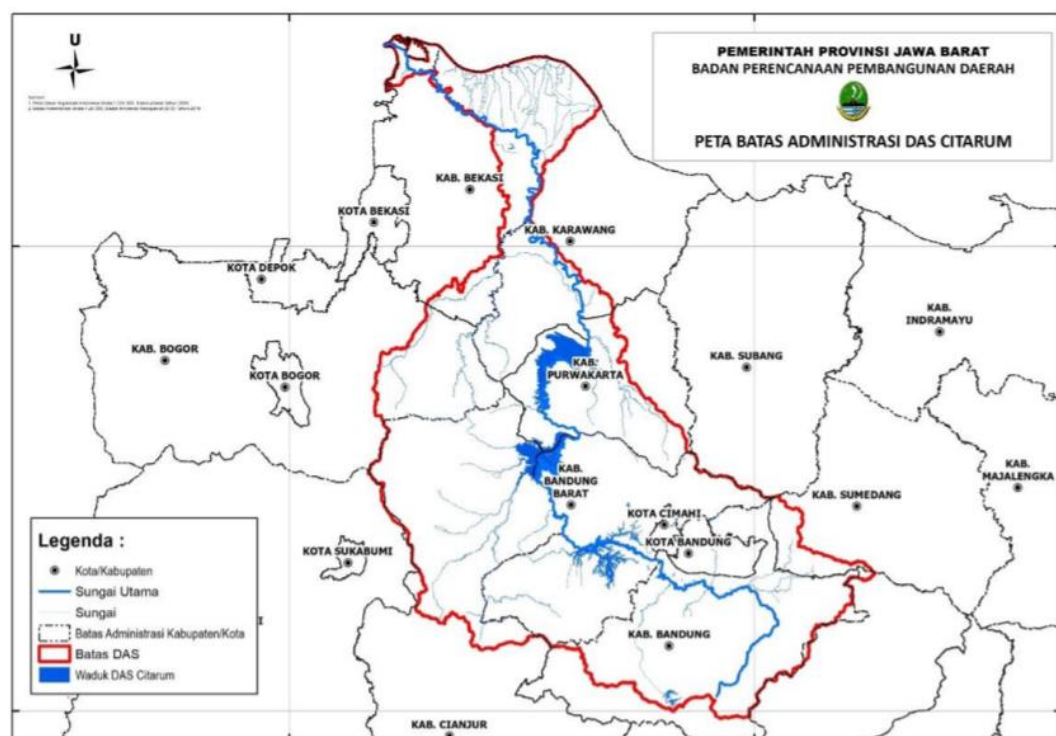 U
PEMERINTAH PROVINSI JAWA BARAT
BADAN PERENCANAAN PEMBANGUNAN DAERAH
PETA BATAS ADMINISTRASI DAS CITARUM
KAB. BEKASI
KOTA BEKASI
KAB. KARAWANG
KOTA DEPOK
KAB.
INDRAMAYU
KAB. BOGOR
KAB. SUBANG
KAB.
PURWAKARTA
KOTA BOGOR
KAB.
BANDUNG
BARAT
KAB.
MAJALENGKA
KAB. SUMEDANG
KOTA CIMAHI
KOTA BANDUNG
KOTA SUKABUMI
KAB. BANDUNG
KAB. CIANJUR
Legenda :
Kota/Kabupaten
Sungai Utama
Sungai
Batas Administrasi Kabupaten/Kota
Batas DAS
Waduk DAS Citarum